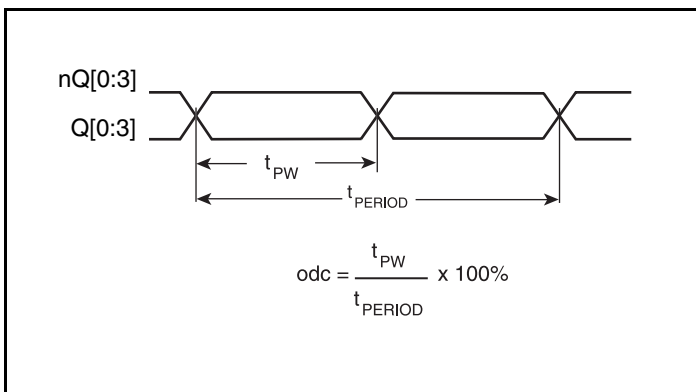 nQ[0:3]
Q[0:3]
tPW
tPERIOD
odc = tPW / tPERIOD x 100%